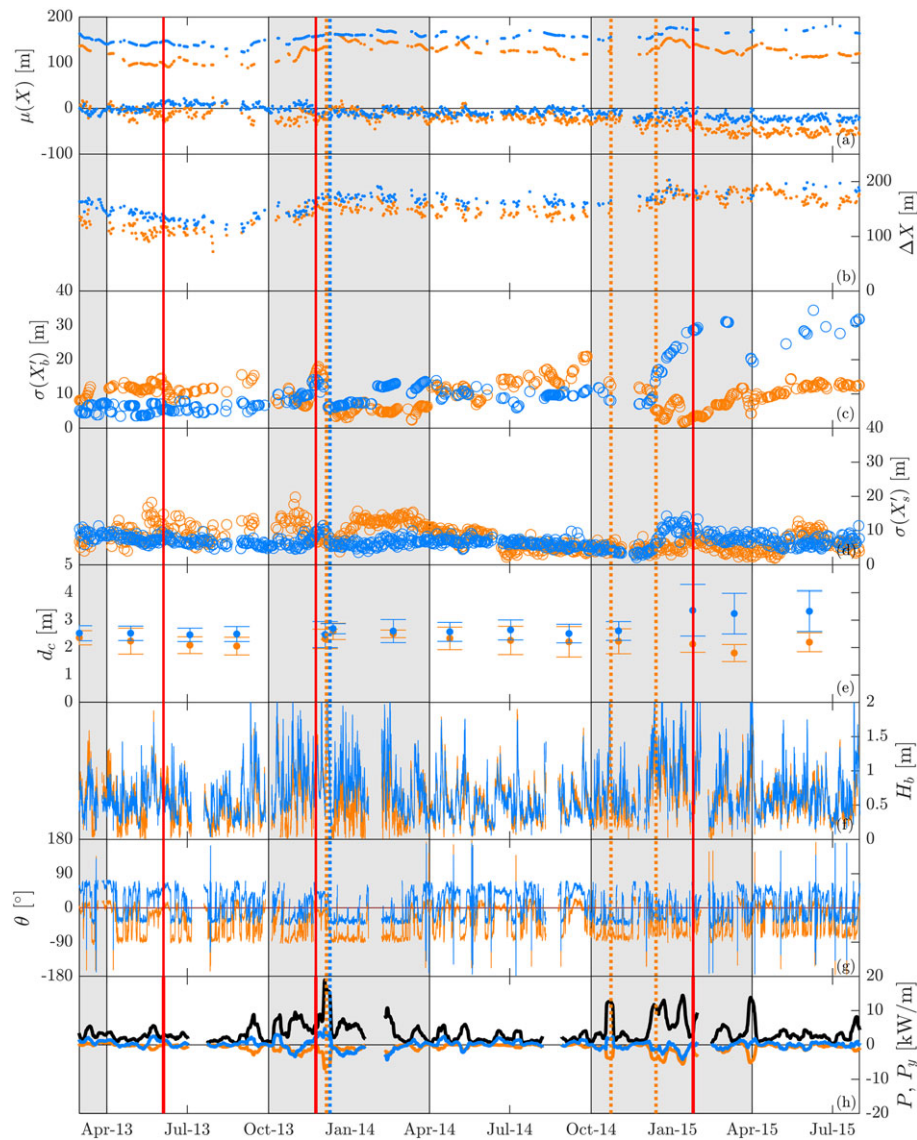 200
100
0
-100
μ(X) [m]
(a)
200
100
0
ΔX [m]
(b)
40
30
20
10
0
σ(X′b) [m]
(c)
40
30
20
10
0
σ(X′s) [m]
(d)
5
4
3
2
1
0
dc [m]
(e)
2
1.5
1
0.5
0
Hb [m]
(f)
180
90
0
-90
-180
θ [°]
(g)
20
10
0
-10
-20
P, Py [kW/m]
(h)
Apr-13 Jul-13 Oct-13 Jan-14 Apr-14 Jul-14 Oct-14 Jan-15 Apr-15 Jul-15